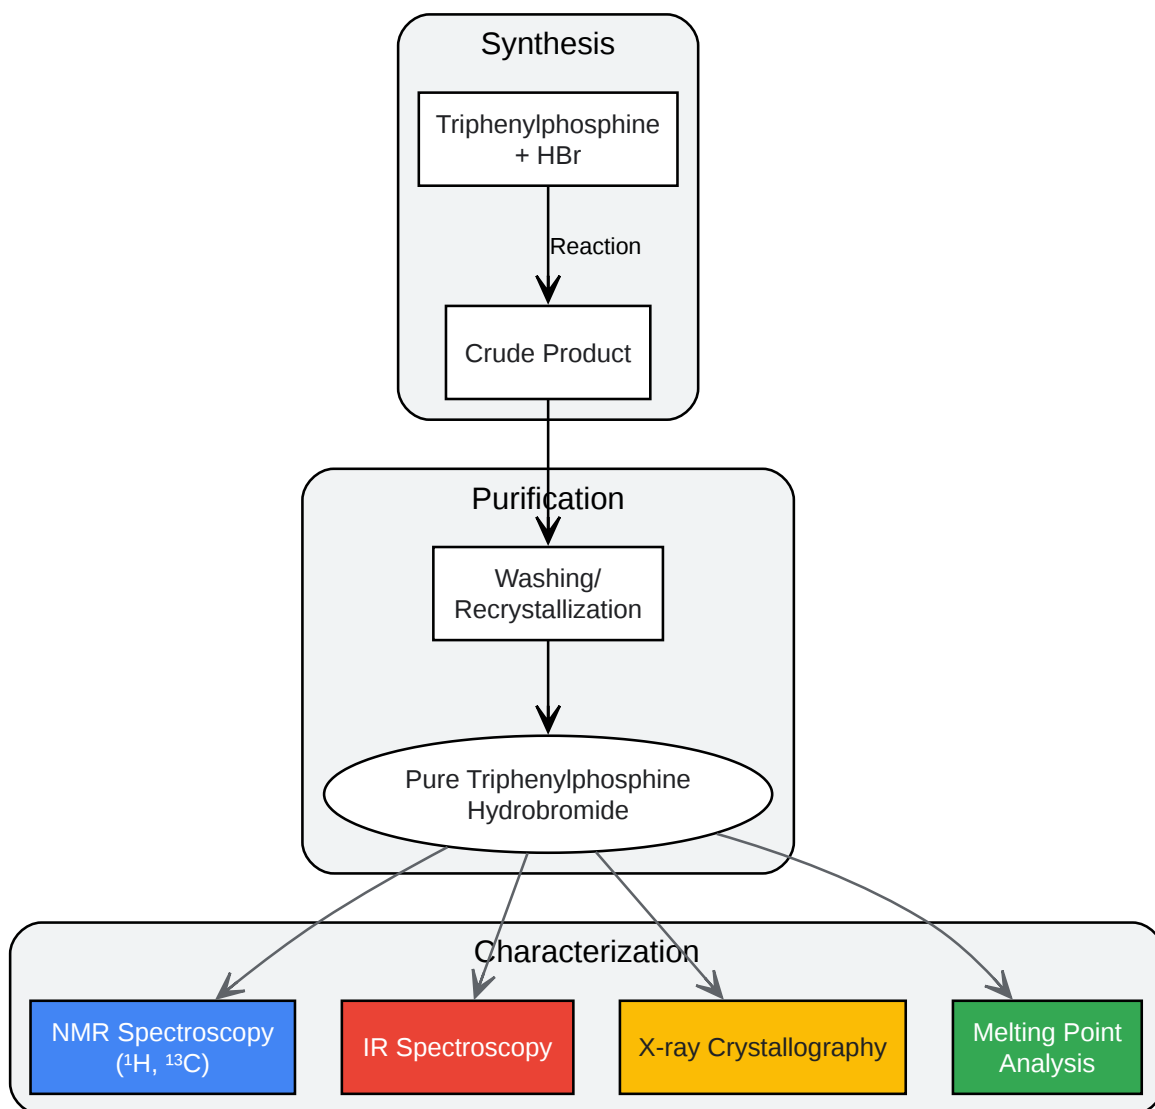 Synthesis
Triphenylphosphine
+ HBr
Reaction
Crude Product
Purification
Washing/
Recrystallization
Pure Triphenylphosphine
Hydrobromide
Characterization
NMR Spectroscopy
(¹H, ¹³C)
IR Spectroscopy
X-ray Crystallography
Melting Point
Analysis